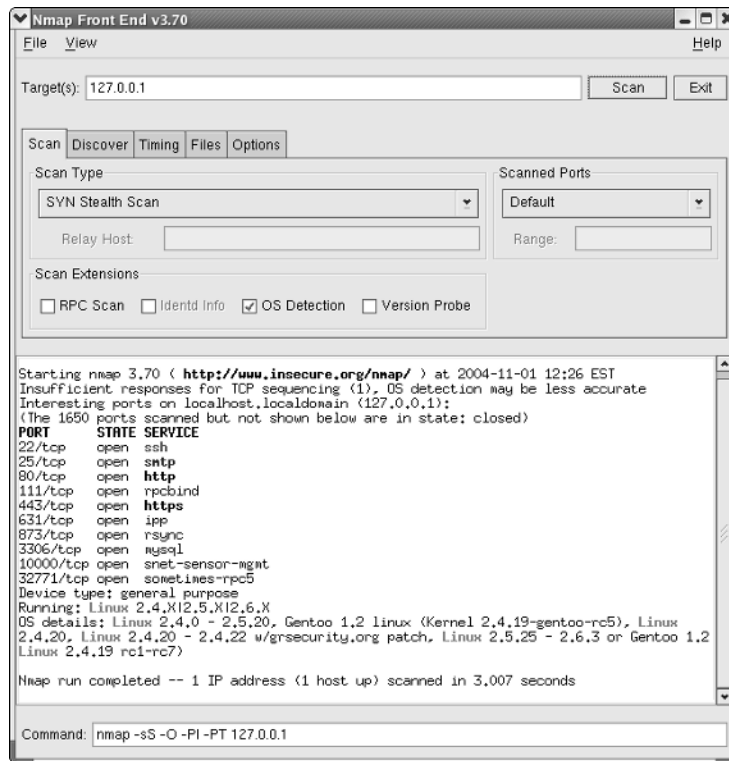 Nmap Front End v3.70
File View Help
Target(s): 127.0.0.1 Scan Exit
Scan Discover Timing Files Options
Scan Type Scanned Ports
SYN Stealth Scan Default
Relay Host: Range:
Scan Extensions
RPC Scan Identd Info OS Detection Version Probe
Starting nmap 3.70 ( http://www.insecure.org/nmap/ ) at 2004-11-01 12:26 EST
Insufficient responses for TCP sequencing (1), OS detection may be less accurate
Interesting ports on localhost.localdomain (127.0.0.1):
(The 1650 ports scanned but not shown below are in state: closed)
PORT STATE SERVICE
22/tcp open ssh
25/tcp open smtp
80/tcp open http
111/tcp open rpcbind
443/tcp open https
631/tcp open ipp
873/tcp open rsync
3306/tcp open mysql
10000/tcp open snet-sensor-mgmt
32771/tcp open sometimes-rpc5
Device type: general purpose
Running: Linux 2.4.X|2.5.X|2.6.X
OS details: Linux 2.4.0 - 2.5.20, Gentoo 1.2 linux (Kernel 2.4.19-gentoo-rc5), Linux
2.4.20, Linux 2.4.20 - 2.4.22 w/grsecurity.org patch, Linux 2.5.25 - 2.6.3 or Gentoo 1.2
Linux 2.4.19 rc1-rc7)
Nmap run completed -- 1 IP address (1 host up) scanned in 3.007 seconds
Command: nmap -sS -O -PI -PT 127.0.0.1